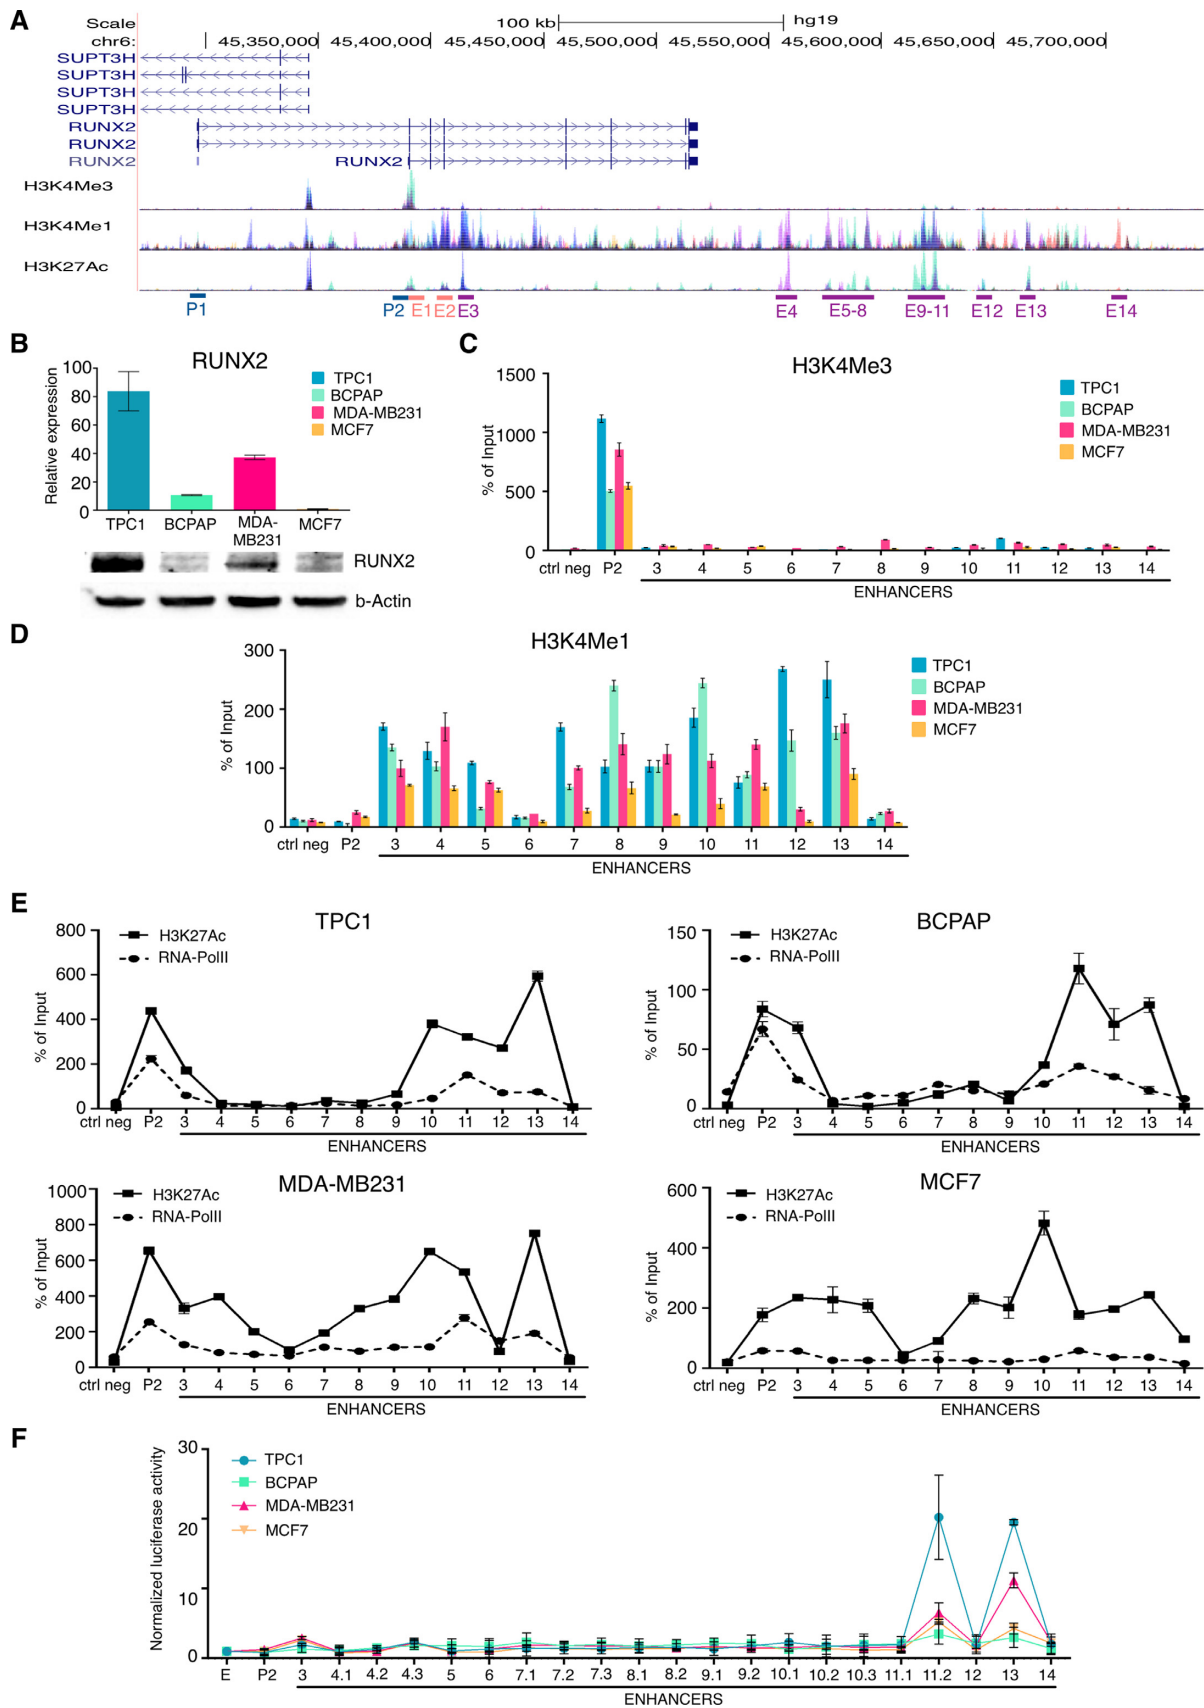 A
Scale 100 kb hg19
chr6: 45,350,000 45,400,000 45,450,000 45,500,000 45,550,000 45,600,000 45,650,000 45,700,000
SUPT3H
SUPT3H
SUPT3H
SUPT3H
RUNX2
RUNX2
RUNX2 RUNX2
H3K4Me3
H3K4Me1
H3K27Ac
P1 P2 E1 E2 E3 E4 E5-8 E9-11 E12 E13 E14
B
RUNX2
Relative expression
100
80
60
40
20
0
TPC1
BCPAP
MDA-MB231
MCF7
TPC1 BCPAP MDA- MCF7
MB231
RUNX2
b-Actin
C
H3K4Me3
% of Input
1500
1000
500
0
TPC1
BCPAP
MDA-MB231
MCF7
ctrl neg P2 3 4 5 6 7 8 9 10 11 12 13 14
ENHANCERS
D
H3K4Me1
% of Input
300
200
100
0
TPC1
BCPAP
MDA-MB231
MCF7
ctrl neg P2 3 4 5 6 7 8 9 10 11 12 13 14
ENHANCERS
E
TPC1
% of Input
800
600
400
200
0
H3K27Ac
RNA-PolII
ctrl neg P2 3 4 5 6 7 8 9 10 11 12 13 14
ENHANCERS
BCPAP
% of Input
150
100
50
0
H3K27Ac
RNA-PolII
ctrl neg P2 3 4 5 6 7 8 9 10 11 12 13 14
ENHANCERS
MDA-MB231
% of Input
1000
800
600
400
200
0
H3K27Ac
RNA-PolII
ctrl neg P2 3 4 5 6 7 8 9 10 11 12 13 14
ENHANCERS
MCF7
% of Input
600
400
200
0
H3K27Ac
RNA-PolII
ctrl neg P2 3 4 5 6 7 8 9 10 11 12 13 14
ENHANCERS
F
Normalized luciferase activity
30
20
10
0
TPC1
BCPAP
MDA-MB231
MCF7
E P2 3 4.1 4.2 4.3 5 6 7.1 7.2 7.3 8.1 8.2 9.1 9.2 10.1 10.2 10.3 11.1 11.2 12 13 14
ENHANCERS